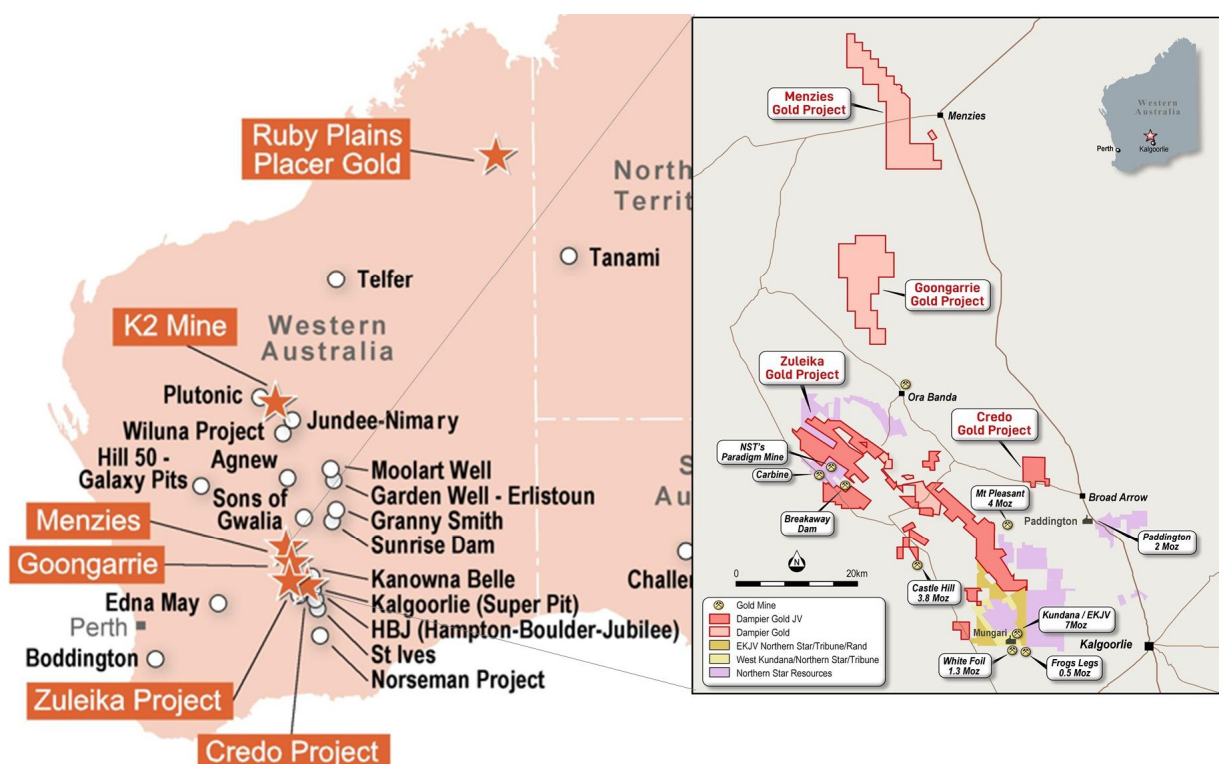 Ruby Plains
Placer Gold
North
Territ
Tanami
Telfer
K2 Mine
Western
Australia
Plutonic
Jundee-Nimary
Wiluna Project
Hill 50 -
Galaxy Pits
Agnew
Moolart Well
Garden Well - Erlistoun
Sons of
Gwalia
Granny Smith
Sunrise Dam
Menzies
Goongarrie
Kanowna Belle
Kalgoorlie (Super Pit)
HBJ (Hampton-Boulder-Jubilee)
St Ives
Norseman Project
Edna May
Perth
Boddington
Zuleika Project
Credo Project
S
Au
Challer
Menzies
Gold Project
Menzies
Western
Australia
Perth
Kalgoorlie
Goongarrie
Gold Project
Zuleika
Gold Project
Ora Banda
Credo
Gold Project
NST's
Paradigm Mine
Carbine
Breakaway
Dam
Mt Pleasant
4 Moz
Broad Arrow
Paddington
Paddington
2 Moz
Castle Hill
3.8 Moz
Kundana / EKJV
7Moz
Mungari
Kalgoorlie
White Foil
1.3 Moz
Frogs Legs
0.5 Moz
N
0 20km
Gold Mine
Dampier Gold JV
Dampier Gold
EKJV Northern Star/Tribune/Rand
West Kundana/Northern Star/Tribune
Northern Star Resources